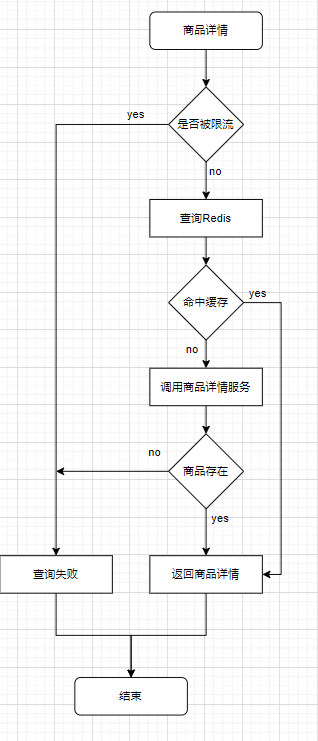 商品详情
yes
是否被限流
no
查询Redis
命中缓存
yes
no
调用商品详情服务
no
商品存在
yes
查询失败
返回商品详情
结束